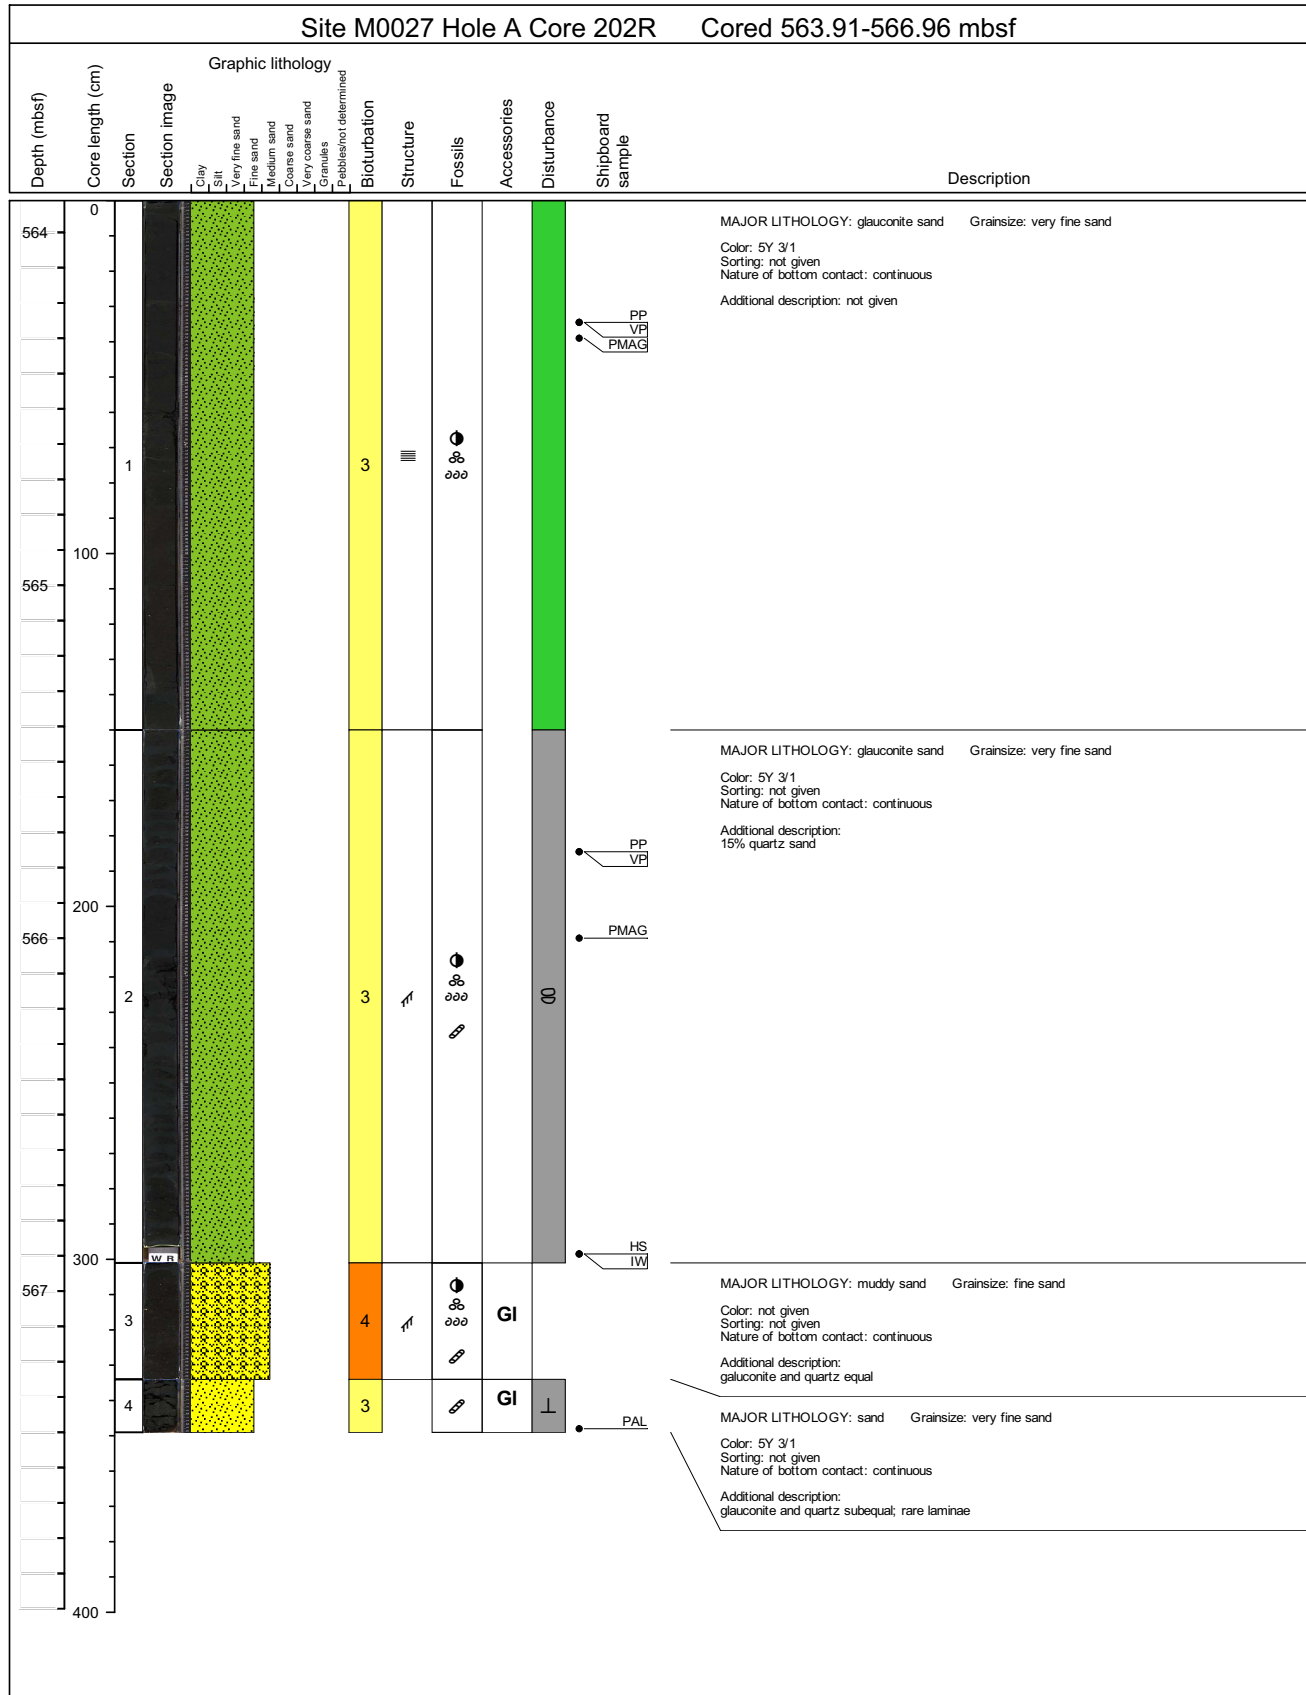 Site M0027 Hole A Core 202R Cored 563.91-566.96 mbsf
Graphic lithology
Depth (mbsf)
Core length (cm)
Section
Section image
Clay
Silt
Very fine sand
Fine sand
Medium sand
Coarse sand
Very coarse sand
Granules
Pebbles/not determined
Bioturbation
Structure
Fossils
Accessories
Disturbance
Shipboard
sample
Description
0
MAJOR LITHOLOGY: glauconite sand Grainsize: very fine sand
564
Color: 5Y 3/1
Sorting: not given
Nature of bottom contact: continuous
Additional description: not given
PP
VP
PMAG
1
3
100
565
MAJOR LITHOLOGY: glauconite sand Grainsize: very fine sand
Color: 5Y 3/1
Sorting: not given
Nature of bottom contact: continuous
Additional description:
15% quartz sand
PP
VP
200
566
PMAG
2
3
HS
IW
300
W R
567
MAJOR LITHOLOGY: muddy sand Grainsize: fine sand
Color: not given
Sorting: not given
Nature of bottom contact: continuous
Additional description:
galuconite and quartz equal
3
4
Gl
4
3
Gl
PAL
MAJOR LITHOLOGY: sand Grainsize: very fine sand
Color: 5Y 3/1
Sorting: not given
Nature of bottom contact: continuous
Additional description:
glauconite and quartz subequal; rare laminae
400